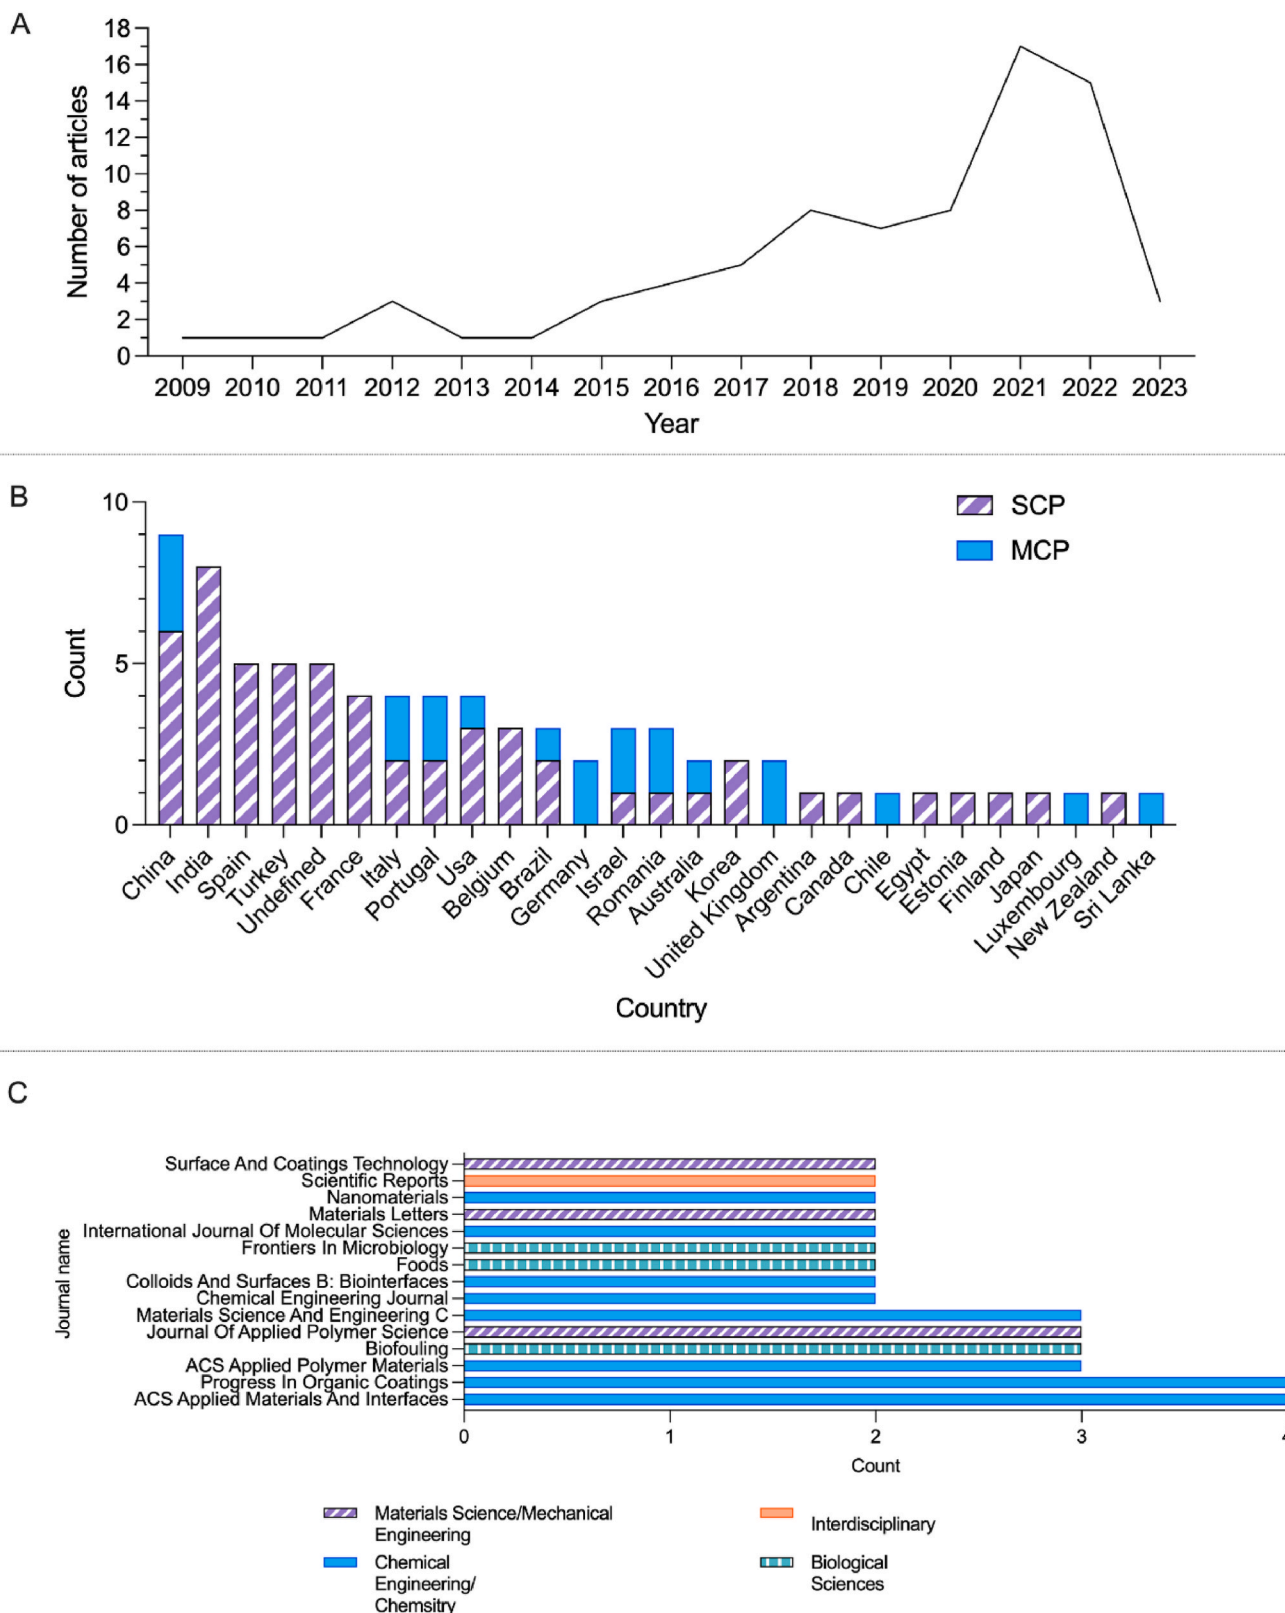 A
18
16
14
12
10
8
6
4
2
0
Number of articles
2009 2010 2011 2012 2013 2014 2015 2016 2017 2018 2019 2020 2021 2022 2023
Year
B
10
5
0
Count
SCP
MCP
China India Spain Turkey Undefined France Italy Portugal Usa Belgium Brazil Germany Israel Romania Australia Korea United Kingdom Argentina Canada Chile Egypt Estonia Finland Japan Luxembourg New Zealand Sri Lanka
Country
C
Journal name
Surface And Coatings Technology
Scientific Reports
Nanomaterials
Materials Letters
International Journal Of Molecular Sciences
Frontiers In Microbiology
Foods
Colloids And Surfaces B: Biointerfaces
Chemical Engineering Journal
Materials Science And Engineering C
Journal Of Applied Polymer Science
Biofouling
ACS Applied Polymer Materials
Progress In Organic Coatings
ACS Applied Materials And Interfaces
0 1 2 3 4
Count
Materials Science/Mechanical
Engineering
Interdisciplinary
Chemical
Engineering/
Chemsitry
Biological
Sciences